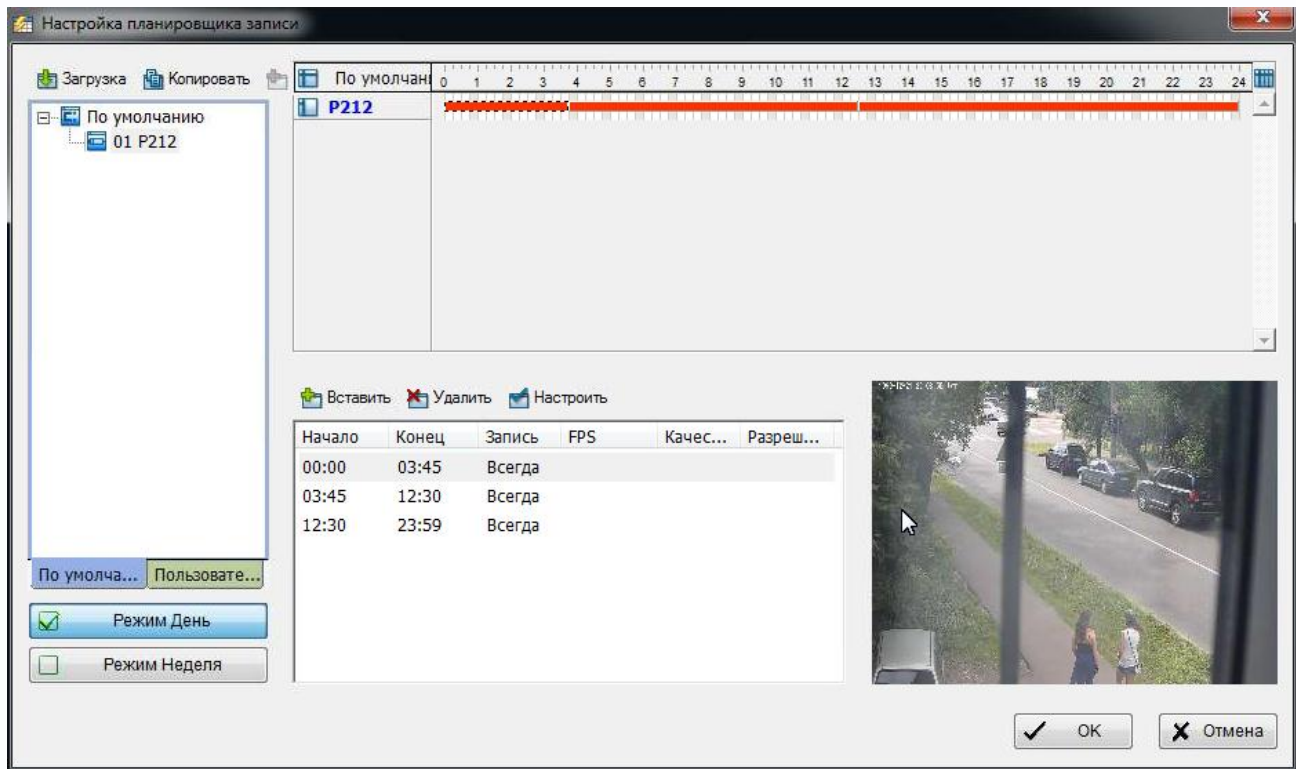 Настройка планировщика записи
Загрузка Копировать
По умолчани 0 1 2 3 4 5 6 7 8 9 10 11 12 13 14 15 16 17 18 19 20 21 22 23 24
P212
По умолчанию
01 P212
Вставить Удалить Настроить
Начало Конец Запись FPS Качес... Разреш...
00:00 03:45 Всегда
03:45 12:30 Всегда
12:30 23:59 Всегда
По умолча... Пользовате...
Режим День
Режим Неделя
OK Отмена